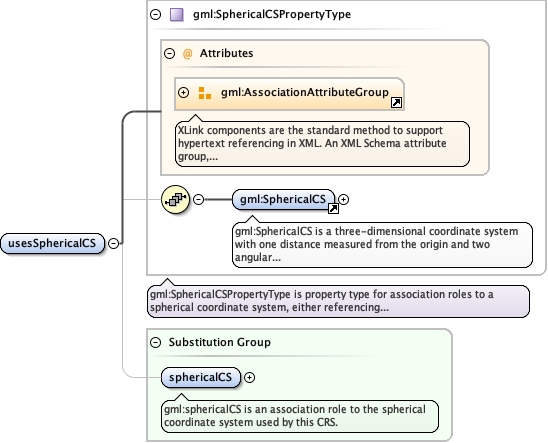 gml:SphericalCSPropertyType
@ Attributes
gml:AssociationAttributeGroup
XLink components are the standard method to support
hypertext referencing in XML. An XML Schema attribute
group,...
gml:SphericalCS
gml:SphericalCS is a three-dimensional coordinate system
with one distance measured from the origin and two
angular...
usesSphericalCS
gml:SphericalCSPropertyType is property type for association roles to a
spherical coordinate system, either referencing...
Substitution Group
sphericalCS
gml:sphericalCS is an association role to the spherical
coordinate system used by this CRS.